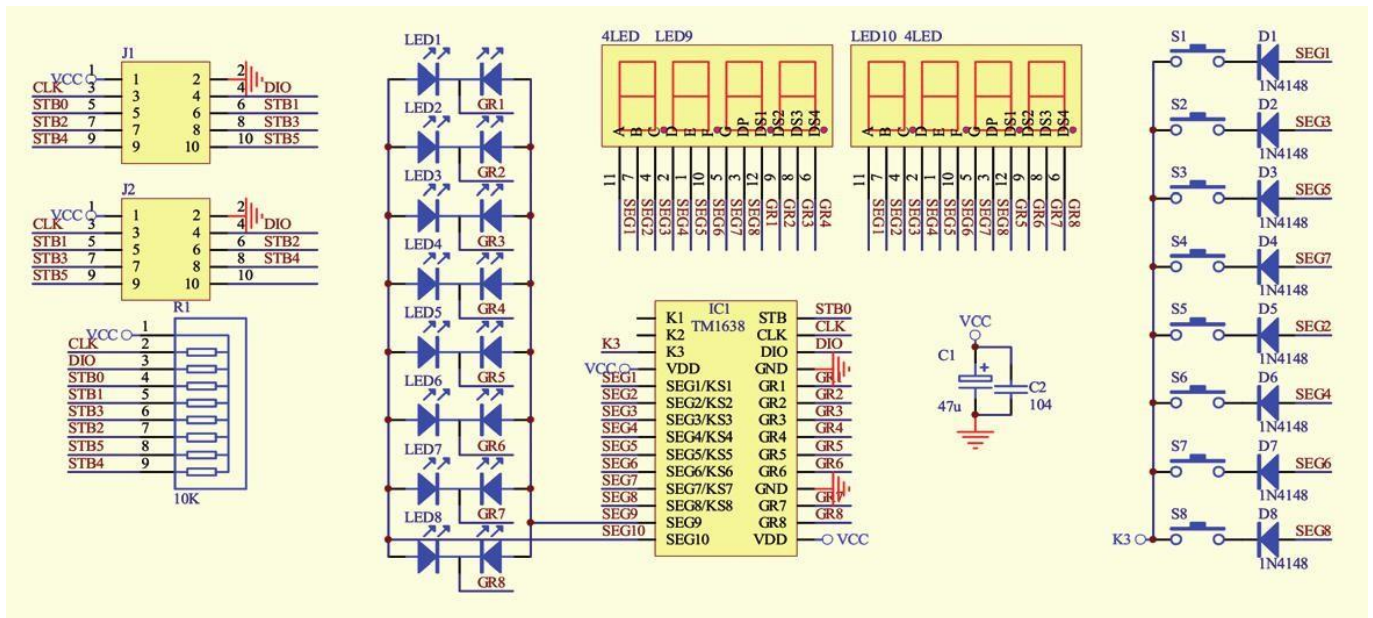 J1
VCC 1 1 2 2
CLK 3 3 4 4 DIO
STB0 5 5 6 6 STB1
STB2 7 7 8 8 STB3
STB4 9 9 10 10 STB5
J2
VCC 1 1 2 2
CLK 3 3 4 4 DIO
STB1 5 5 6 6 STB2
STB3 7 7 8 8 STB4
STB5 9 9 10 10
R1
VCC 1
CLK 2
DIO 3
STB0 4
STB1 5
STB3 6
STB2 7
STB5 8
STB4 9
10K
LED1
GR1
LED2
GR2
LED3
GR3
LED4
GR4
LED5
GR5
LED6
GR6
LED7
GR7
LED8
GR8
4LED LED9
A B C D E F G DP DS1 DS2 DS3 DS4
11 7 4 2 1 10 5 3 12 9 8 6
SEG1 SEG2 SEG3 SEG4 SEG5 SEG6 SEG7 SEG8 GR1 GR2 GR3 GR4
LED10 4LED
A B C D E F G DP DS1 DS2 DS3 DS4
11 7 4 2 1 10 5 3 12 9 8 6
SEG1 SEG2 SEG3 SEG4 SEG5 SEG6 SEG7 SEG8 GR5 GR6 GR7 GR8
IC1
TM1638
K1 STB STB0
K2 CLK CLK
K3 K3 DIO DIO
VCC VDD GND
SEG1 SEG1/KS1 GR1
SEG2 SEG2/KS2 GR2 GR2
SEG3 SEG3/KS3 GR3 GR3
SEG4 SEG4/KS4 GR4 GR4
SEG5 SEG5/KS5 GR5 GR5
SEG6 SEG6/KS6 GR6 GR6
SEG7 SEG7/KS7 GND
SEG8 SEG8/KS8 GR7 GR7
SEG9 SEG9 GR8 GR8
SEG10 SEG10 VDD VCC
VCC
C1 +
47u
C2
104
S1 D1 SEG1
1N4148
S2 D2 SEG3
1N4148
S3 D3 SEG5
1N4148
S4 D4 SEG7
1N4148
S5 D5 SEG2
1N4148
S6 D6 SEG4
1N4148
S7 D7 SEG6
1N4148
S8 D8 SEG8
K3
1N4148